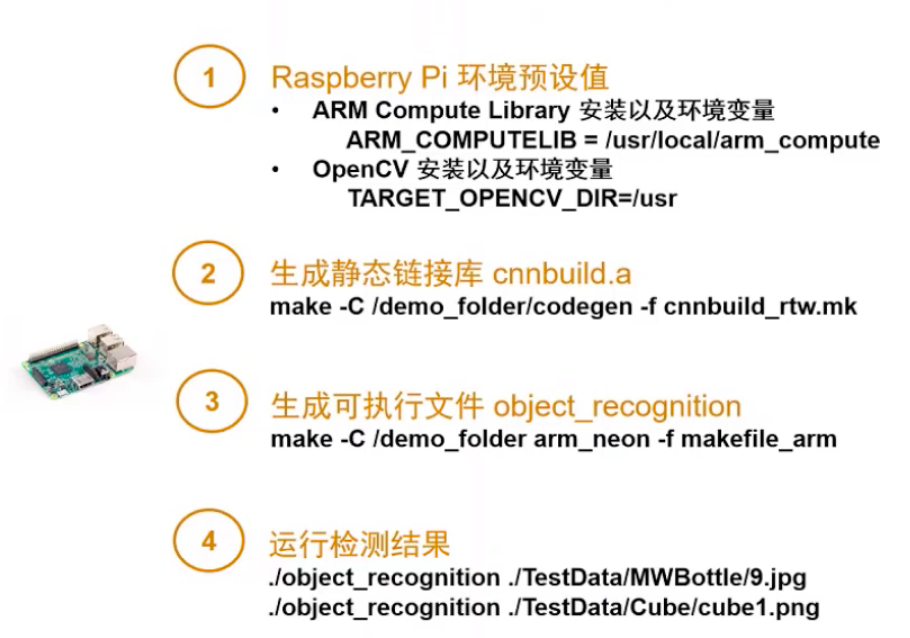 1
Raspberry Pi 环境预设值
• ARM Compute Library 安装以及环境变量
ARM_COMPUTELIB = /usr/local/arm_compute
• OpenCV 安装以及环境变量
TARGET_OPENCV_DIR=/usr
2
生成静态链接库 cnnbuild.a
make -C /demo_folder/codegen -f cnnbuild_rtw.mk
3
生成可执行文件 object_recognition
make -C /demo_folder arm_neon -f makefile_arm
4
运行检测结果
./object_recognition ./TestData/MWBottle/9.jpg
./object_recognition ./TestData/Cube/cube1.png